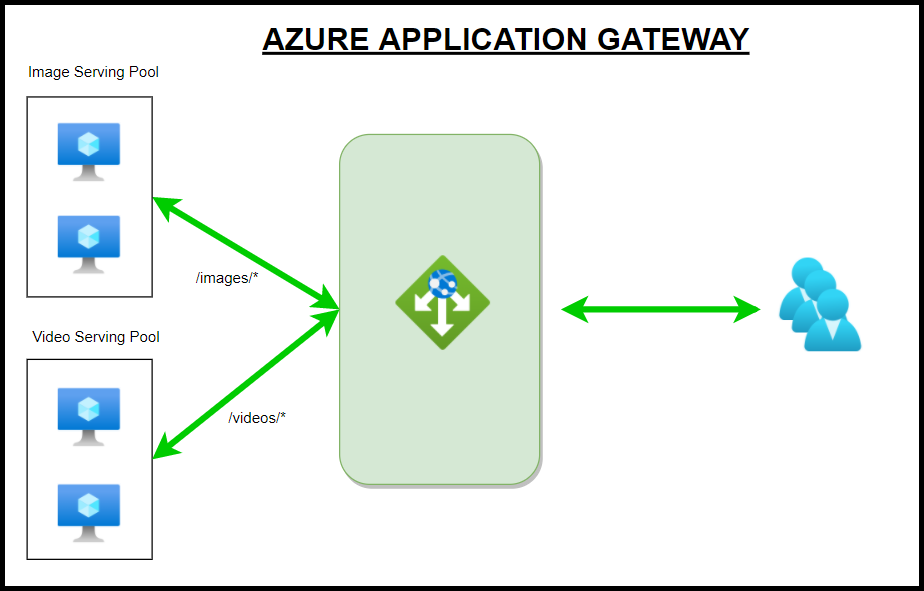 AZURE APPLICATION GATEWAY
Image Serving Pool
/images/*
Video Serving Pool
/videos/*